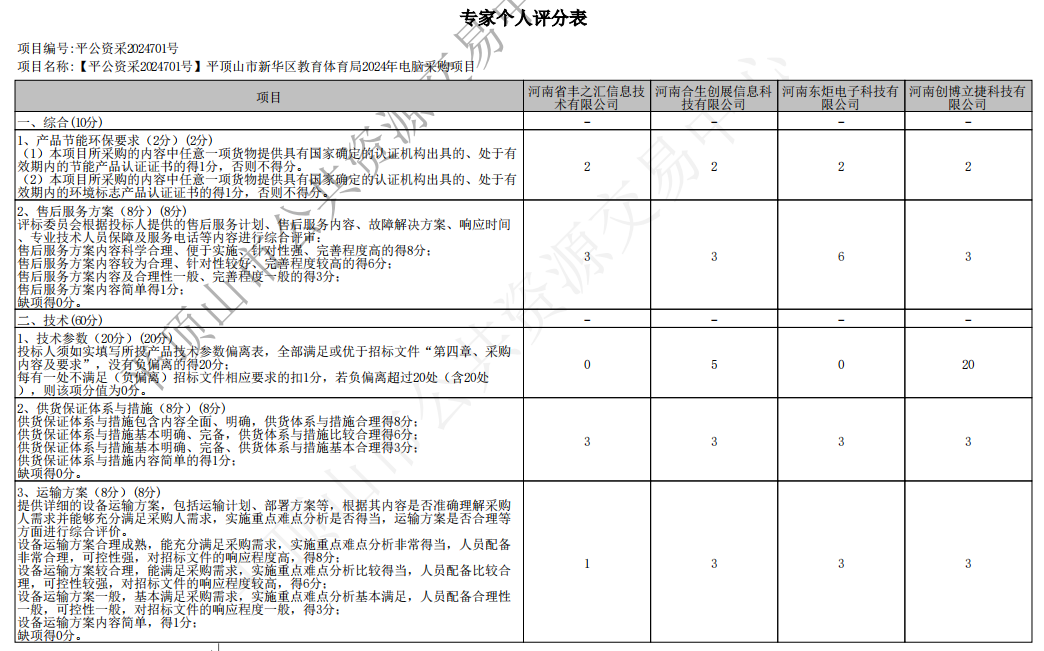 专家个人评分表
项目编号:平公资采2024701号
项目名称:【平公资采2024701号】平顶山市新华区教育体育局2024年电脑采购项目
项目
河南省丰之汇信息技
术有限公司
河南合生创展信息科
技有限公司
河南东炬电子科技有
限公司
河南创博立捷科技有
限公司
一、综合(10分)
-
-
-
-
1、产品节能环保要求（2分）(2分)
（1）本项目所采购的内容中任意一项货物提供具有国家确定的认证机构出具的、处于有
效期内的节能产品认证证书的得1分，否则不得分。
（2）本项目所采购的内容中任意一项货物提供具有国家确定的认证机构出具的、处于有
效期内的环境标志产品认证证书的得1分，否则不得分。
2
2
2
2
2、售后服务方案（8分）(8分)
评标委员会根据投标人提供的售后服务计划、售后服务内容、故障解决方案、响应时间
、专业技术人员保障及服务电话等内容进行综合评审：
售后服务方案内容科学合理、便于实施、针对性强、完善程度高的得8分；
售后服务方案内容较为合理、针对性较好、完善程度较高的得6分；
售后服务方案内容及合理性一般、完善程度一般的得3分；
售后服务方案内容简单得1分；
缺项得0分。
3
3
6
3
二、技术(60分)
-
-
-
-
1、技术参数（20分）(20分)
投标人须如实填写所投产品技术参数偏离表，全部满足或优于招标文件“第四章、采购
内容及要求”，没有负偏离的得20分；
每有一处不满足（负偏离）招标文件相应要求的扣1分，若负偏离超过20处（含20处
），则该项分值为0分。
0
5
0
20
2、供货保证体系与措施（8分）(8分)
供货保证体系与措施包含内容全面、明确，供货体系与措施合理得8分；
供货保证体系与措施基本明确、完备，供货体系与措施比较合理得6分；
供货保证体系与措施基本明确、完备、供货体系与措施基本合理得3分；
供货保证体系与措施内容简单的得1分；
缺项得0分。
3
3
3
3
3、运输方案（8分）(8分)
提供详细的设备运输方案，包括运输计划、部署方案等，根据其内容是否准确理解采购
人需求并能够充分满足采购人需求，实施重点难点分析是否得当，运输方案是否合理等
方面进行综合评价。
设备运输方案合理成熟，能充分满足采购需求，实施重点难点分析非常得当，人员配备
非常合理，可控性强，对招标文件的响应程度高，得8分；
设备运输方案较合理，能满足采购需求，实施重点难点分析比较得当，人员配备比较合
理，可控性较强，对招标文件的响应程度较高，得6分；
设备运输方案一般，基本满足采购需求，实施重点难点分析基本满足，人员配备合理性
一般，可控性一般，对招标文件的响应程度一般，得3分；
设备运输方案内容简单，得1分；
缺项得0分。
1
3
3
3
平顶山市公共资源交易中
平顶山市公共资源交易中心